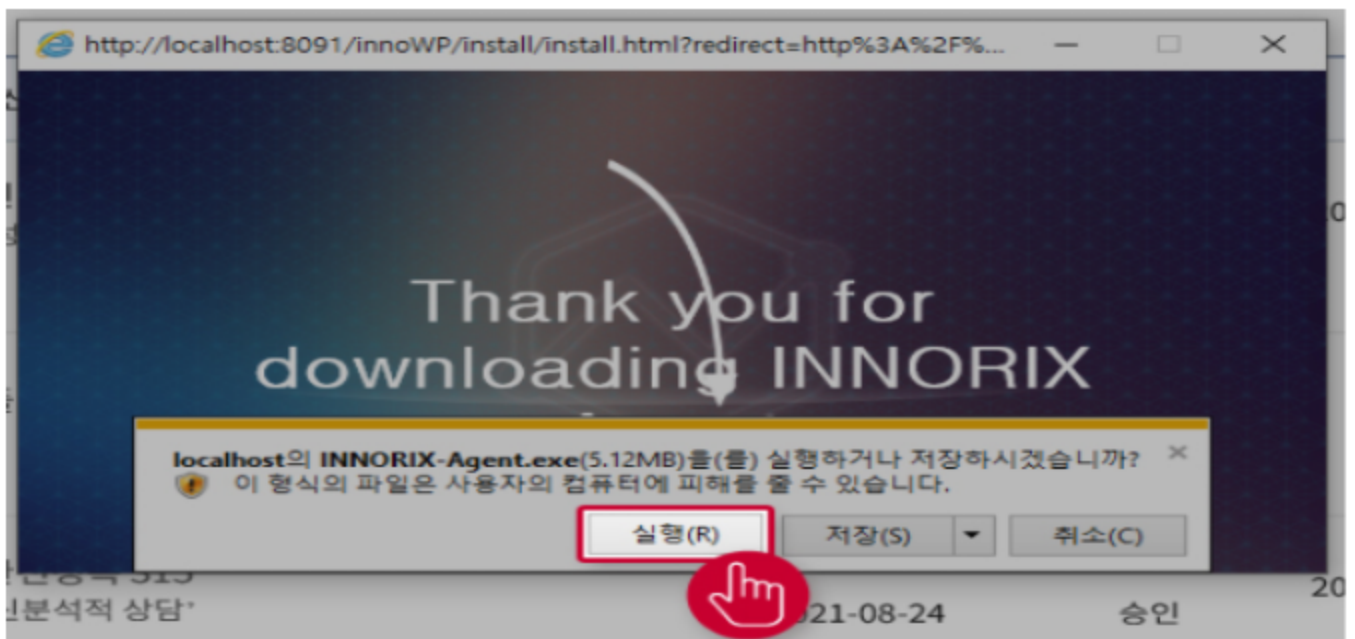 http://localhost:8091/innoWP/install/install.html?redirect=http%3A%2F%...
Thank you for
downloading INNORIX
localhost의 INNORIX-Agent.exe(5.12MB)을(를) 실행하거나 저장하시겠습니까?
이 형식의 파일은 사용자의 컴퓨터에 피해를 줄 수 있습니다.
실행(R) 저장(S) 취소(C)
20
신분석적 상담' 21-08-24 승인